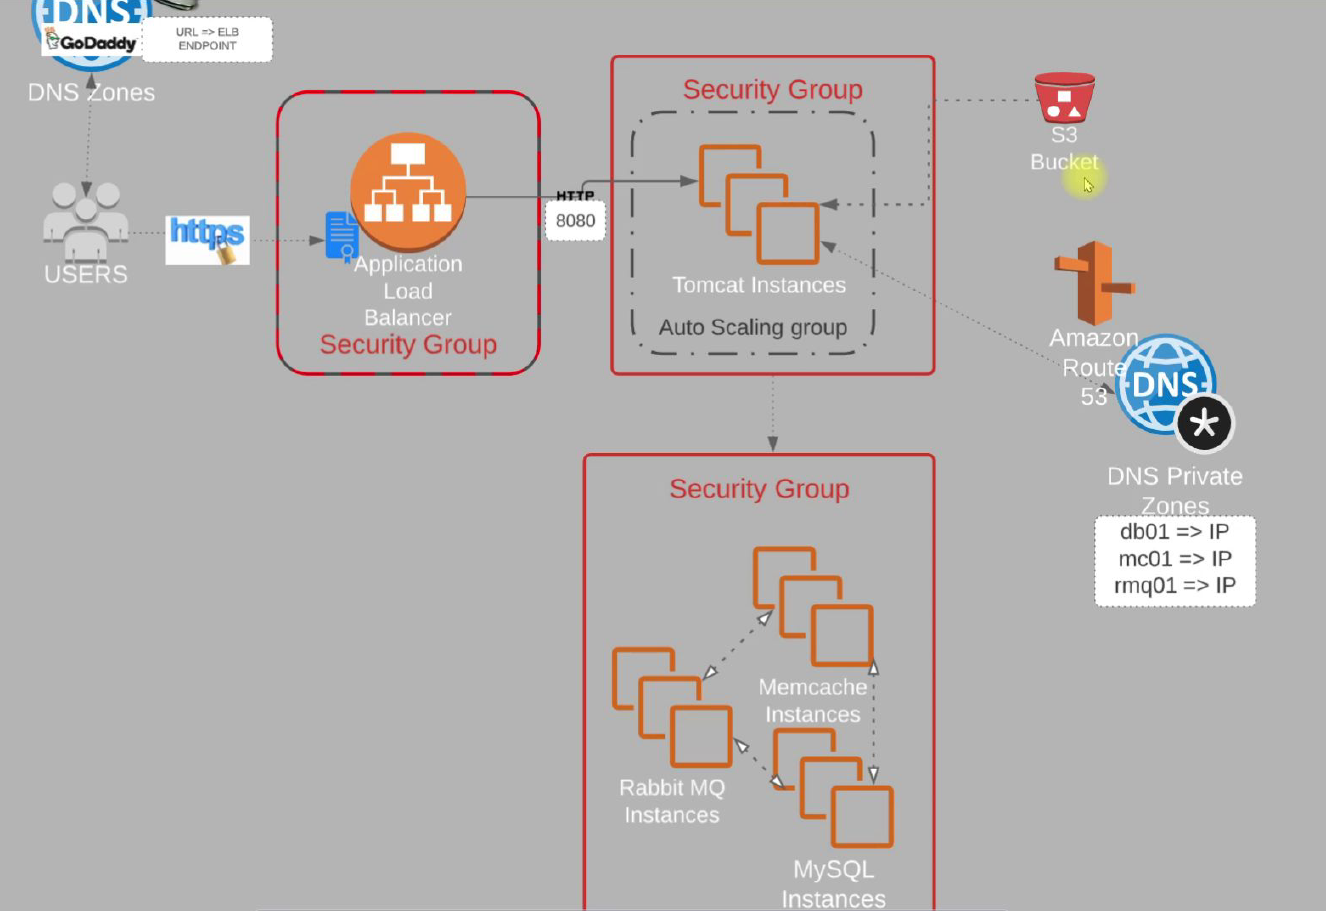 DNS
GoDaddy
URL => ELB
ENDPOINT
DNS Zones
USERS
https
Application
Load
Balancer
Security Group
HTTP
8080
Security Group
Tomcat Instances
Auto Scaling group
S3
Bucket
Amazon
Route
53
DNS
DNS Private
Zones
db01 => IP
mc01 => IP
rmq01 => IP
Security Group
Memcache
Instances
Rabbit MQ
Instances
MySQL
Instances